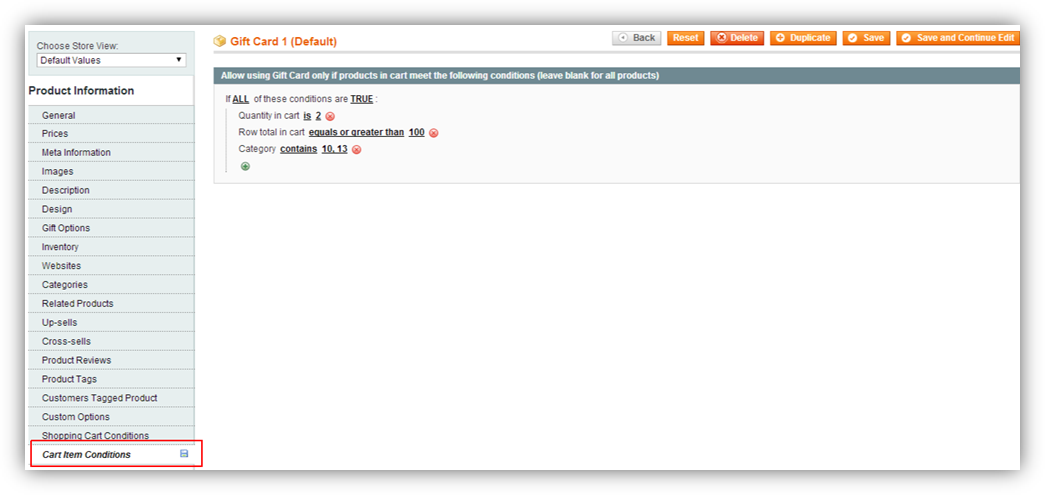 Choose Store View:
Default Values
Product Information
General
Prices
Meta Information
Images
Description
Design
Gift Options
Inventory
Websites
Categories
Related Products
Up-sells
Cross-sells
Product Reviews
Product Tags
Customers Tagged Product
Custom Options
Shopping Cart Conditions
Cart Item Conditions
Gift Card 1 (Default)
Back Reset Delete Duplicate Save Save and Continue Edit
Allow using Gift Card only if products in cart meet the following conditions (leave blank for all products)
If ALL of these conditions are TRUE :
Quantity in cart is 2
Row total in cart equals or greater than 100
Category contains 10, 13